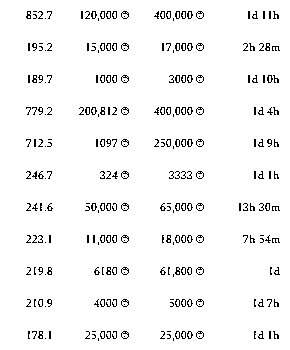 852.7 120,000 400,000 1d 11h
195.2 15,000 17,000 2h 28m
189.7 1000 3000 1d 10h
779.2 200,812 400,000 1d 4h
712.5 1097 250,000 1d 9h
246.7 324 3333 1d 1h
241.6 50,000 65,000 13h 30m
223.1 11,000 18,000 7h 54m
219.8 6180 61,800 1d
210.9 4000 5000 1d 7h
178.1 25,000 25,000 1d 1h